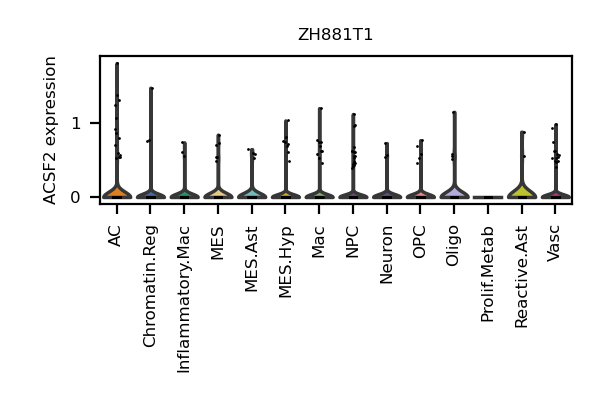 ZH881T1
ACSF2 expression
1
0
AC
Chromatin.Reg
Inflammatory.Mac
MES
MES.Ast
MES.Hyp
Mac
NPC
Neuron
OPC
Oligo
Prolif.Metab
Reactive.Ast
Vasc